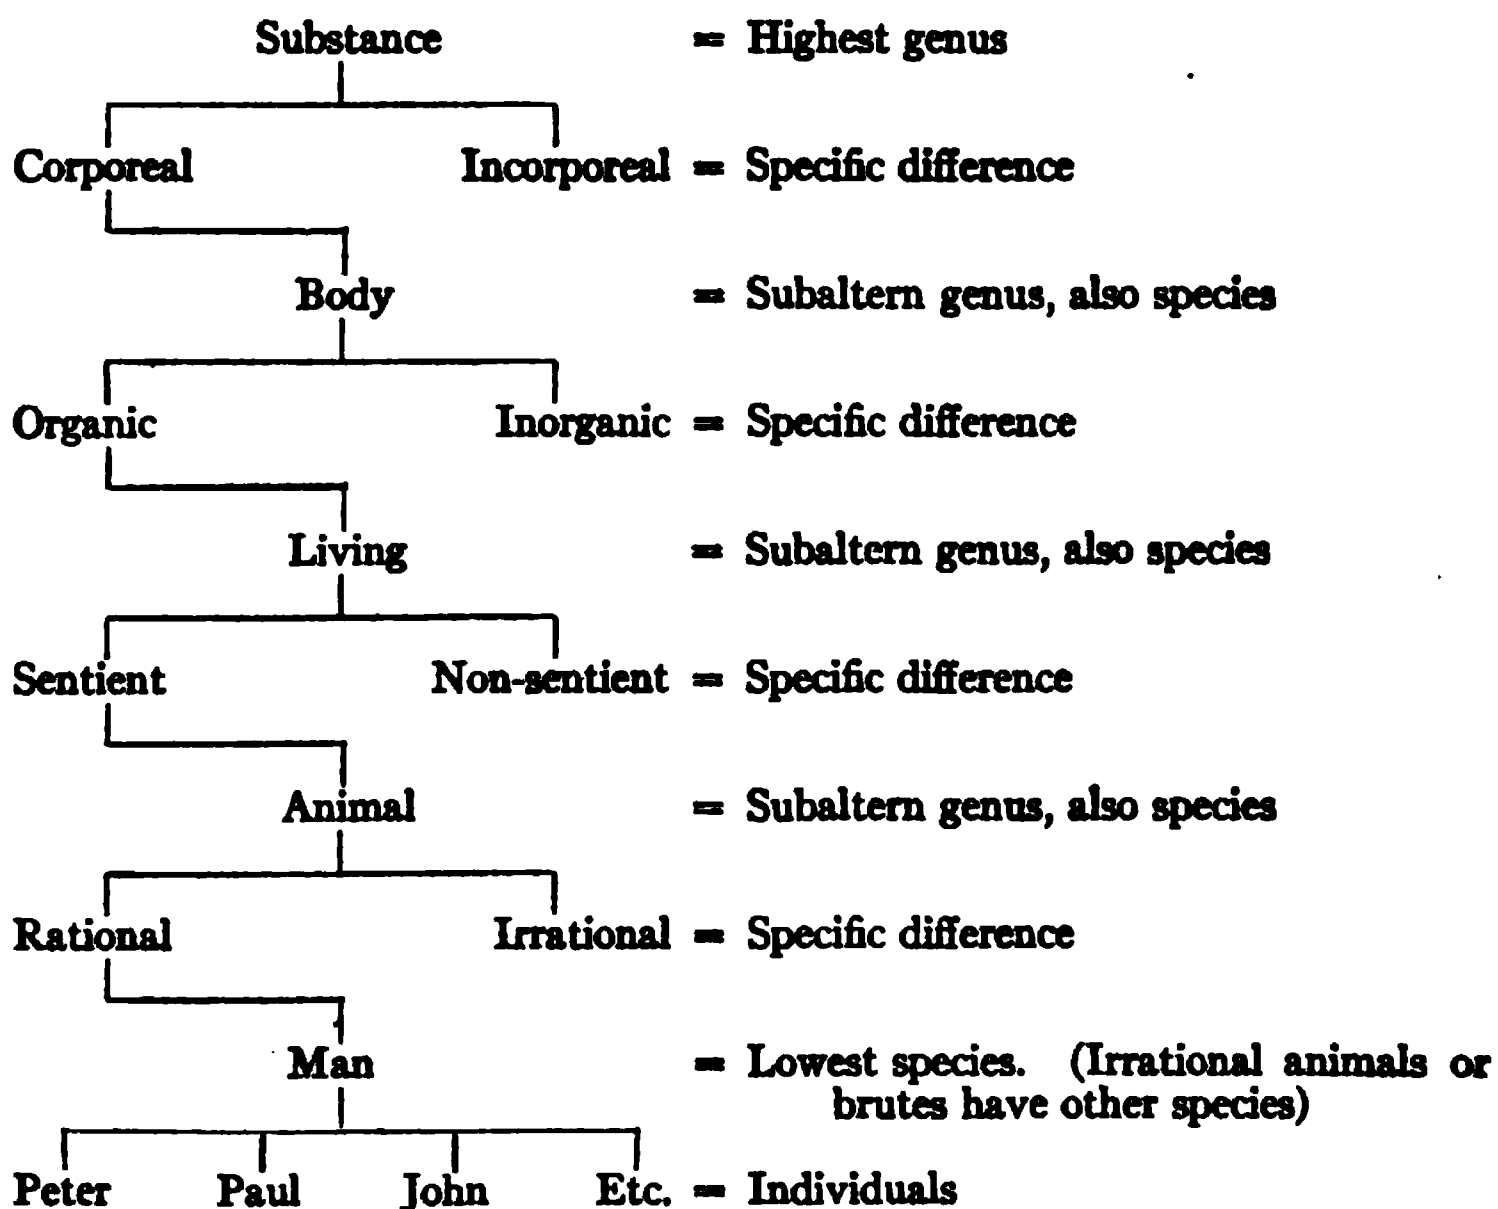 Substance = Highest genus
Corporeal Incorporeal = Specific difference
Body = Subaltern genus, also species
Organic Inorganic = Specific difference
Living = Subaltern genus, also species
Sentient Non-sentient = Specific difference
Animal = Subaltern genus, also species
Rational Irrational = Specific difference
Man = Lowest species. (Irrational animals or
brutes have other species)
Peter Paul John Etc. = Individuals